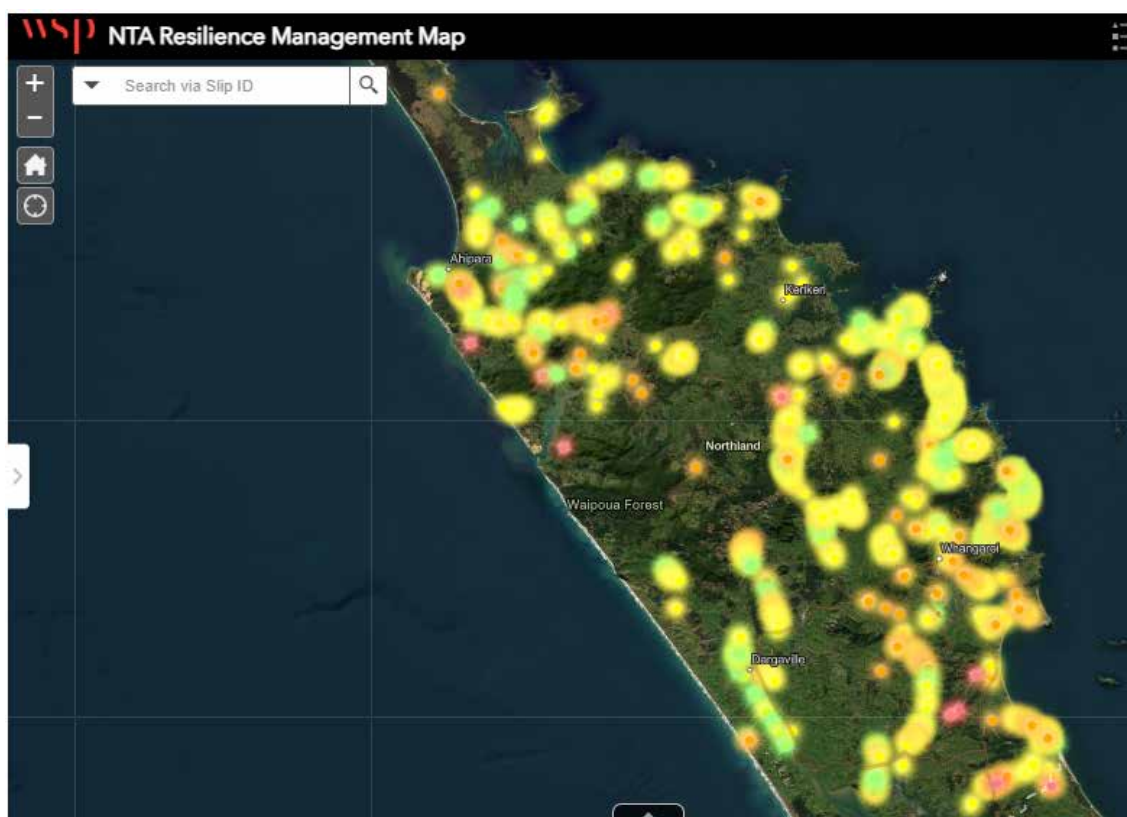 wsp NTA Resilience Management Map
Search via Slip ID
Ahipara
Kerikeri
Northland
Waipoua Forest
Whangarei
Dargaville